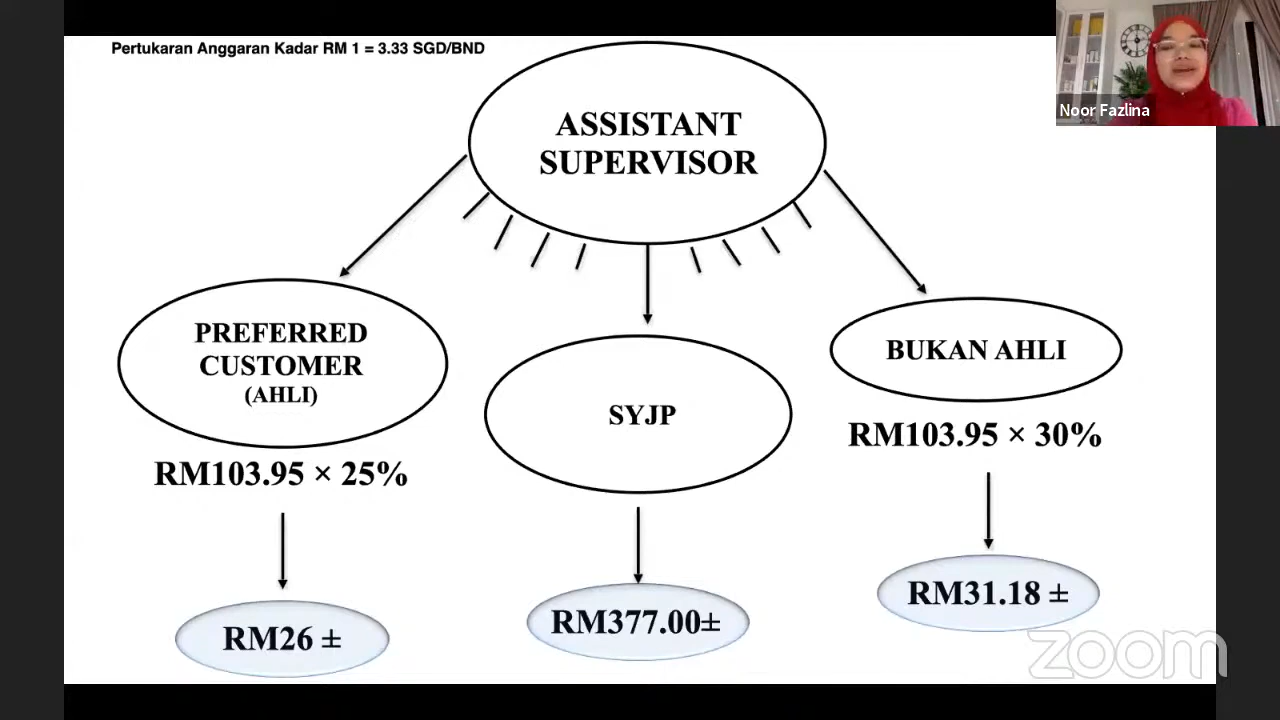 Pertukaran Anggaran Kadar RM 1 = 3.33 SGD/BND
Noor Fazlina
ASSISTANT
SUPERVISOR
PREFERRED
CUSTOMER
(AHLI)
RM103.95 × 25%
RM26 ±
SYJP
RM377.00±
BUKAN AHLI
RM103.95 × 30%
RM31.18 ±
zoom